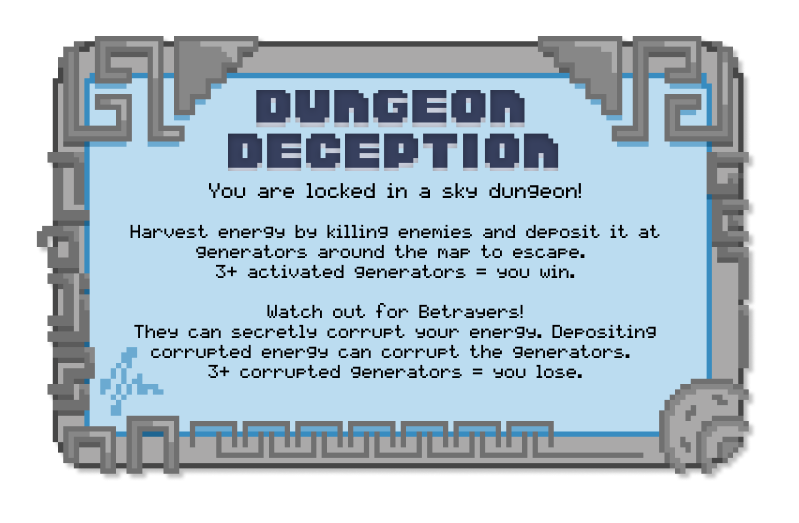 DUNGEON
DECEPTION
You are locked in a sky dungeon!
Harvest energy by killing enemies and deposit it at
generators around the map to escape.
3+ activated generators = you win.
Watch out for Betrayers!
They can secretly corrupt your energy. Depositing
corrupted energy can corrupt the generators.
3+ corrupted generators = you lose.